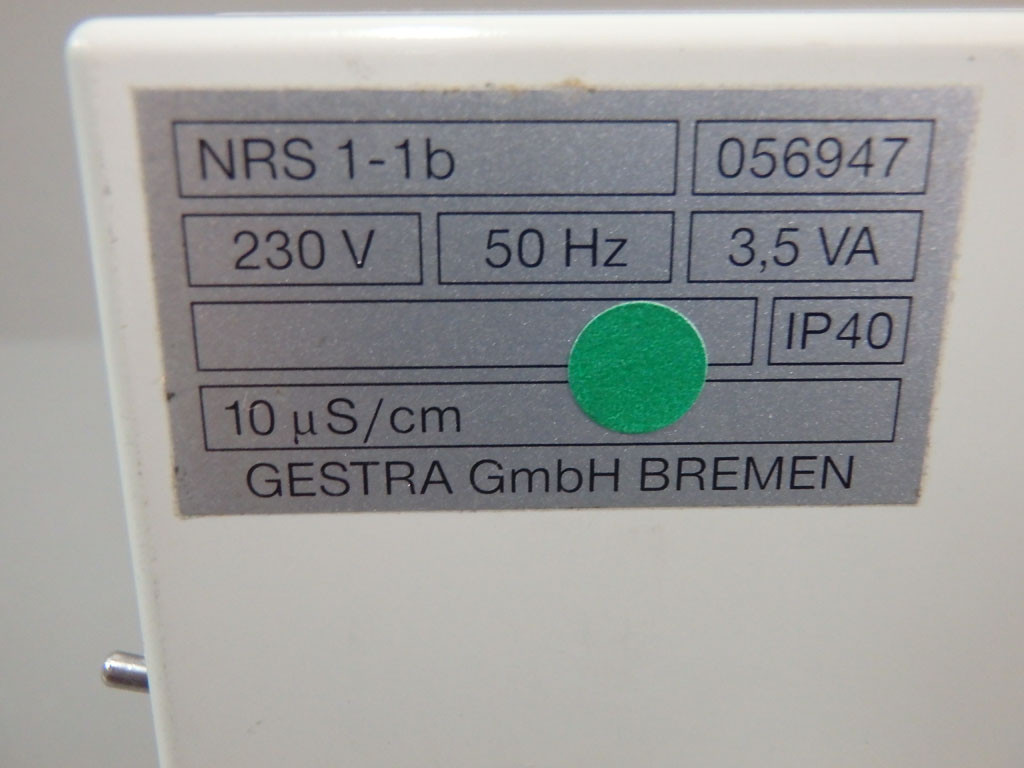 NRS 1-1b 056947
230 V 50 Hz 3,5 VA
IP40
10 µS/cm
GESTRA GmbH BREMEN